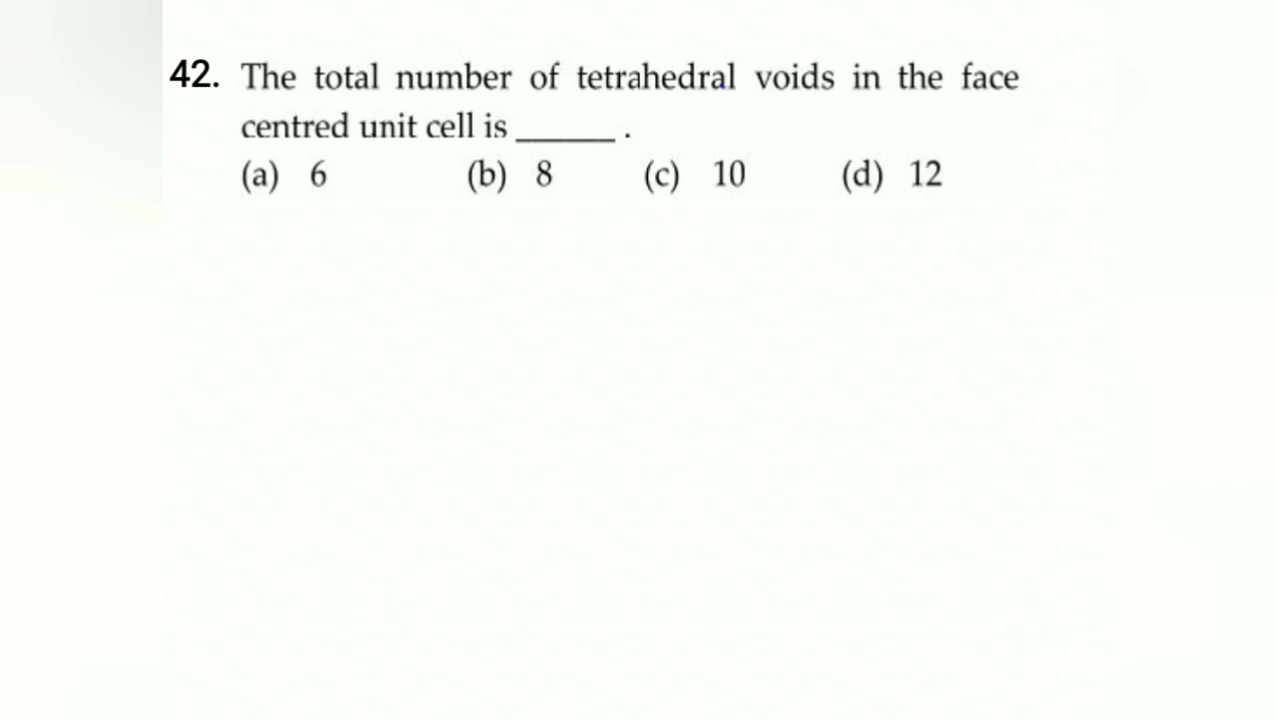 42. The total number of tetrahedral voids in the face
centred unit cell is ______ .
(a) 6 (b) 8 (c) 10 (d) 12